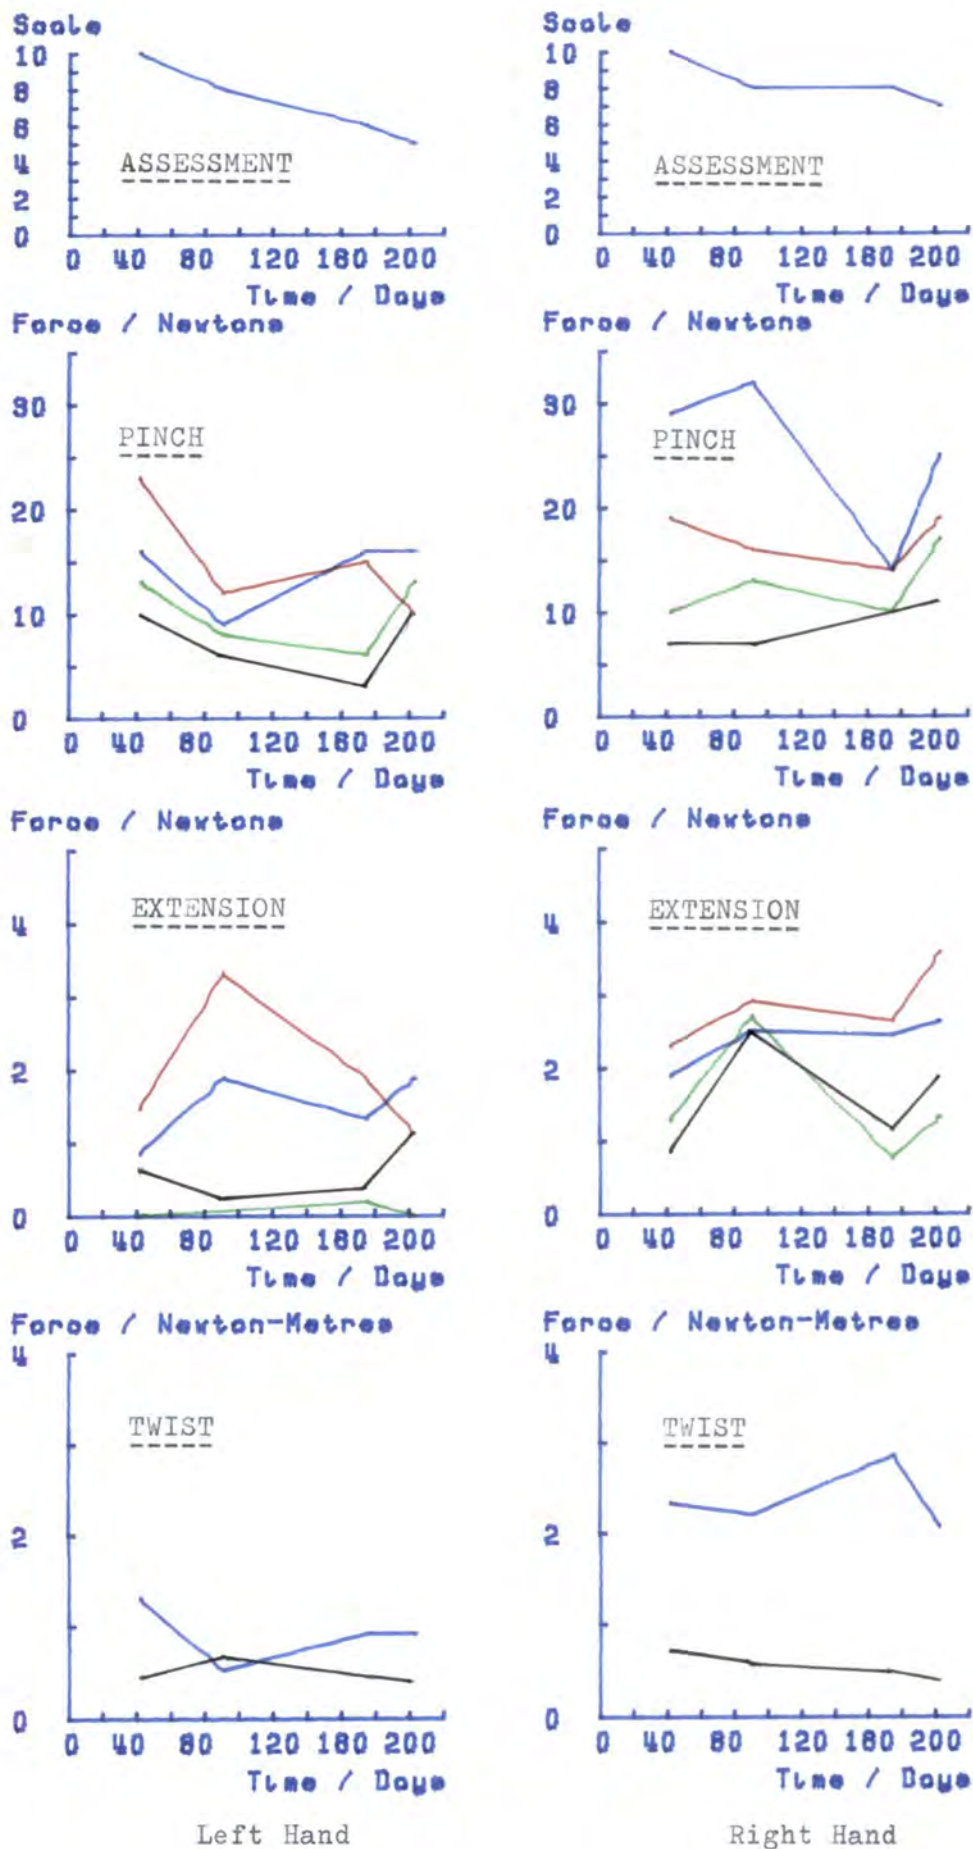 Scale
10
8
6
4
2
0
ASSESSMENT
0 40 80 120 160 200
Time / Days
Force / Newtons
30
20
10
0
PINCH
0 40 80 120 160 200
Time / Days
Force / Newtons
4
2
0
EXTENSION
0 40 80 120 160 200
Time / Days
Force / Newton-Metres
4
2
0
TWIST
0 40 80 120 160 200
Time / Days
Left Hand
Scale
10
8
6
4
2
0
ASSESSMENT
0 40 80 120 160 200
Time / Days
Force / Newtons
30
20
10
0
PINCH
0 40 80 120 160 200
Time / Days
Force / Newtons
4
2
0
EXTENSION
0 40 80 120 160 200
Time / Days
Force / Newton-Metres
4
2
0
TWIST
0 40 80 120 160 200
Time / Days
Right Hand